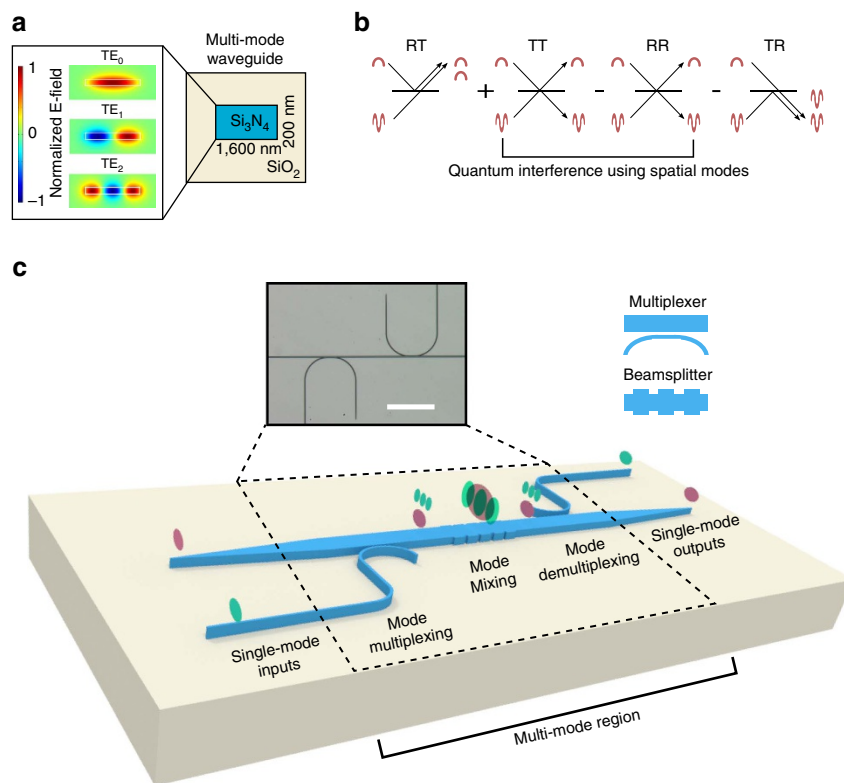 a
Multi-mode
waveguide
Normalized E-field
1
0
−1
TE₀
TE₁
TE₂
Si₃N₄
1,600 nm
200 nm
SiO₂
b
RT
TT
RR
TR
+
-
-
Quantum interference using spatial modes
c
Multiplexer
Beamsplitter
Single-mode
inputs
Mode
multiplexing
Mode
Mixing
Mode
demultiplexing
Single-mode
outputs
Multi-mode region